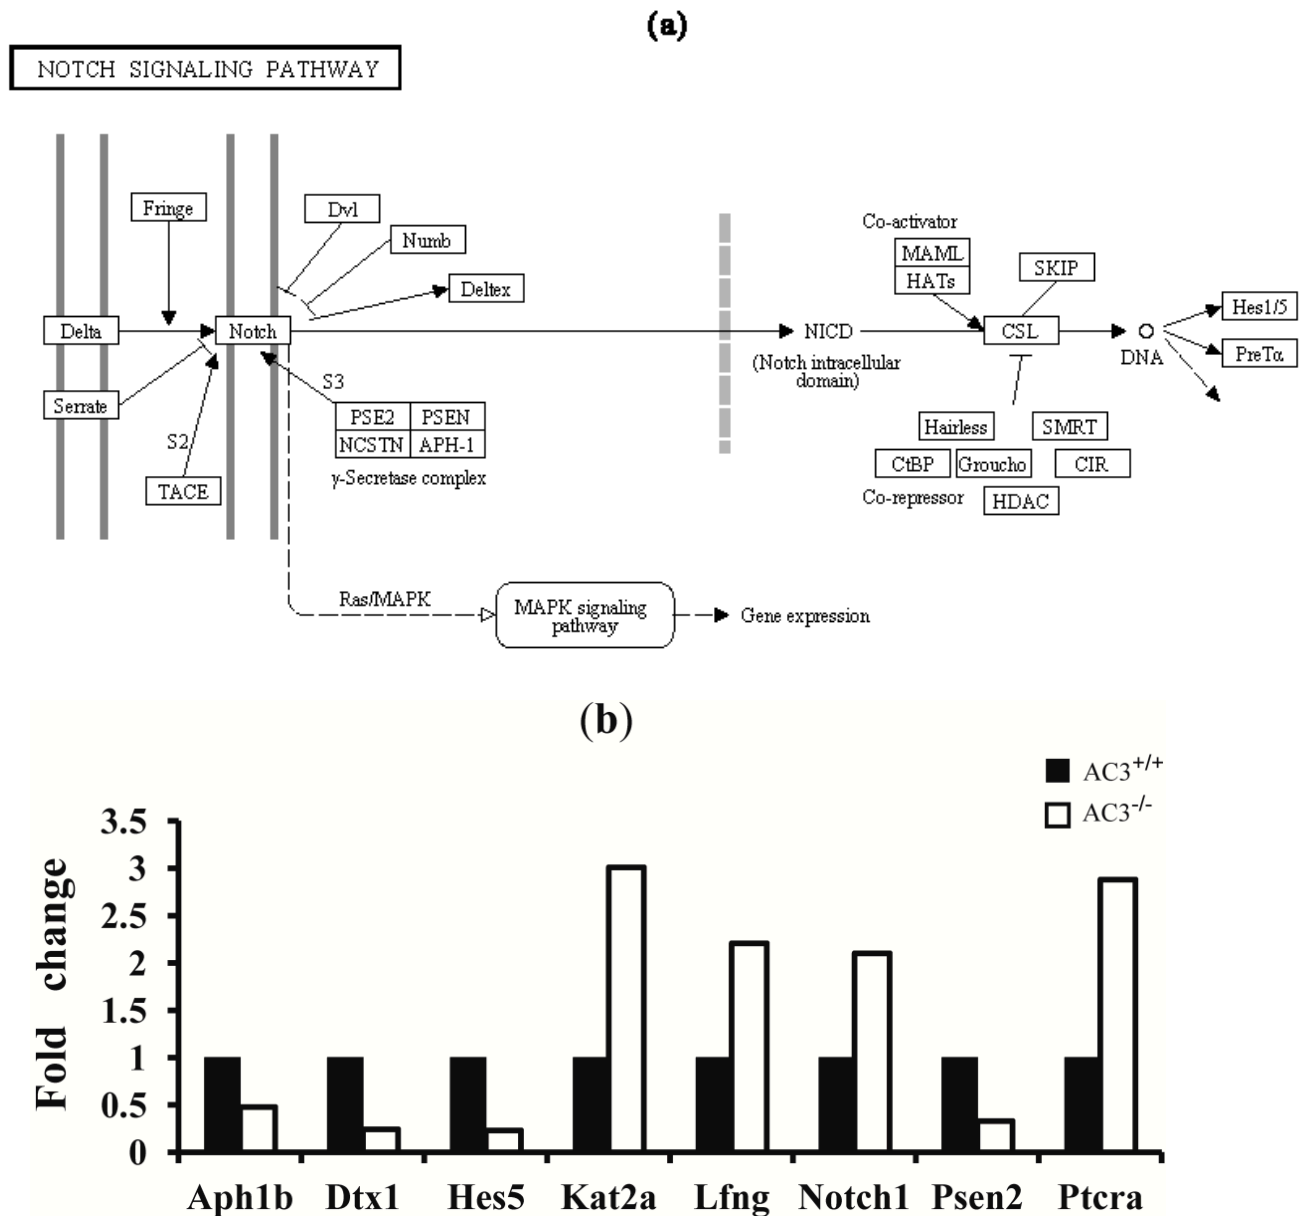 (a)
NOTCH SIGNALING PATHWAY
Fringe
Dvl
Numb
Deltex
Delta
Notch
Serrate
S2
TACE
S3
PSE2
PSEN
NCSTN
APH-1
γ-Secretase complex
NICD
(Notch intracellular
domain)
Co-activator
MAML
HATs
SKIP
CSL
DNA
Hes1/5
PreTα
Hairless
SMRT
CtBP
Groucho
CIR
Co-repressor
HDAC
Ras/MAPK
MAPK signaling
pathway
Gene expression
(b)
AC3+/+
AC3-/-
Fold change
3.5
3
2.5
2
1.5
1
0.5
0
Aph1b
Dtx1
Hes5
Kat2a
Lfng
Notch1
Psen2
Ptcra